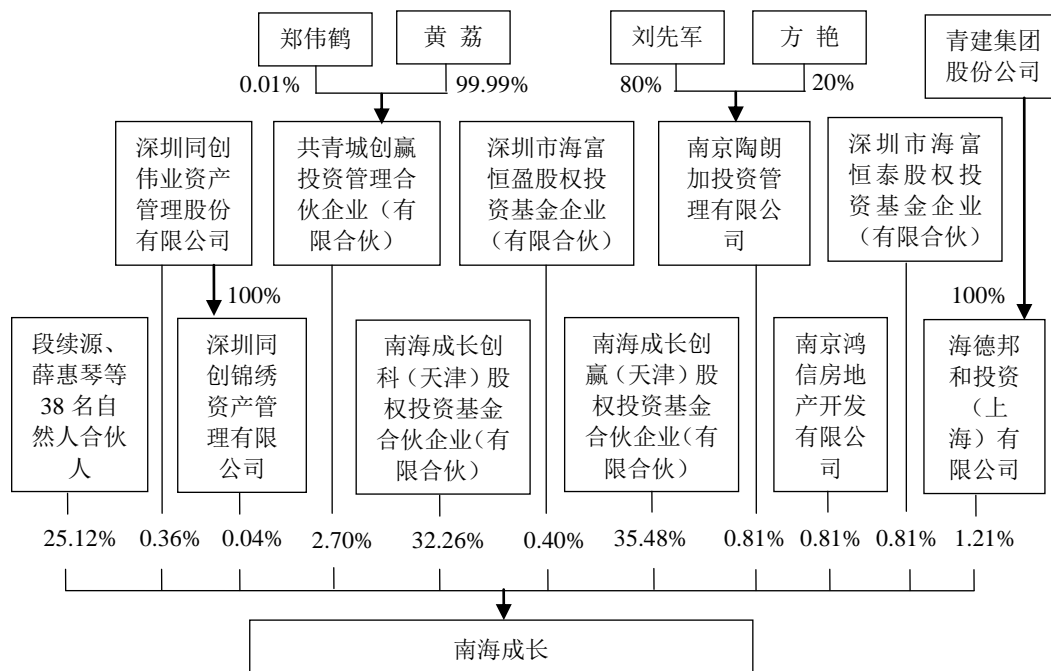 郑伟鹤
黄 荔
刘先军
方 艳
青建集团
股份公司
0.01%
99.99%
80%
20%
深圳同创
伟业资产
管理股份
有限公司
共青城创赢
投资管理合
伙企业（有
限合伙）
深圳市海富
恒盈股权投
资基金企业
（有限合伙）
南京陶朗
加投资管
理有限公
司
深圳市海富
恒泰股权投
资基金企业
（有限合伙）
100%
100%
段续源、
薛惠琴等
38 名自
然人合伙
人
深圳同
创锦绣
资产管
理有限
公司
南海成长创
科（天津）股
权投资基金
合伙企业（有
限合伙）
南海成长创
赢（天津）股
权投资基金
合伙企业（有
限合伙）
南京鸿
信房地
产开发
有限公
司
海德邦
和投资
（上
海）有
限公司
25.12%
0.36%
0.04%
2.70%
32.26%
0.40%
35.48%
0.81%
0.81%
0.81%
1.21%
南海成长